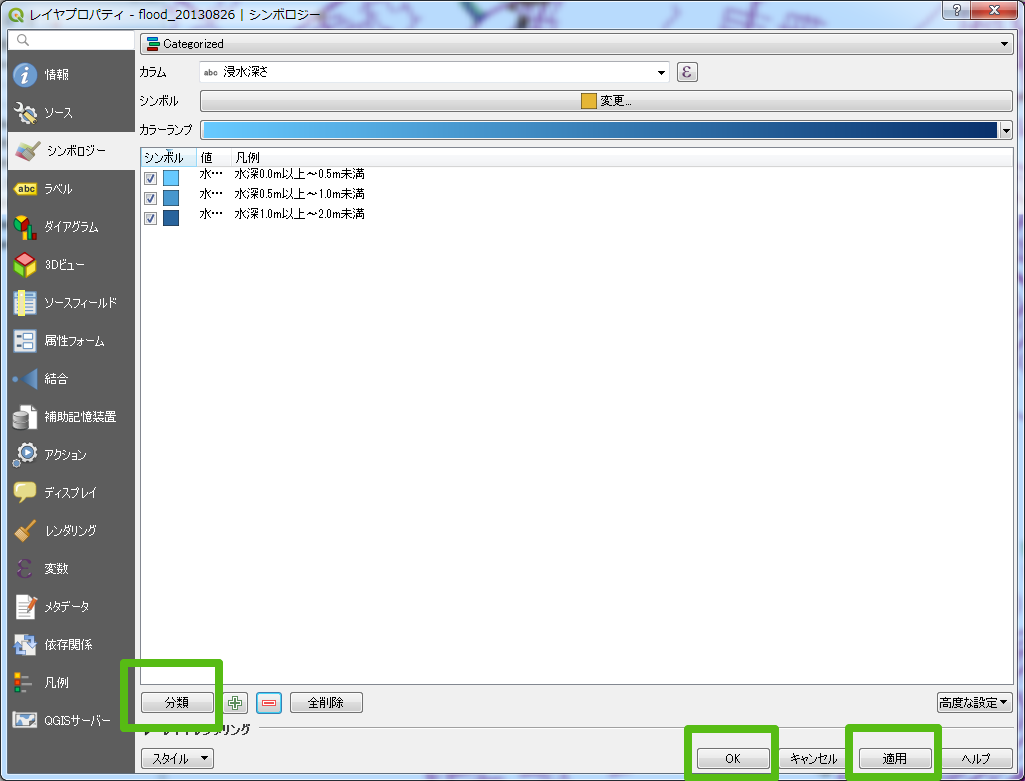 レイヤプロパティ - flood_20130826 | シンボロジー
情報
ソース
シンボロジー
abc ラベル
ダイアグラム
3Dビュー
ソースフィールド
属性フォーム
結合
補助記憶装置
アクション
ディスプレイ
レンダリング
ε 変数
メタデータ
依存関係
凡例
QGISサーバー
Categorized
カラム abc 浸水深さ ε
シンボル 変更...
カラーランプ
シンボル 値 凡例
水… 水深0.0m以上～0.5m未満
水… 水深0.5m以上～1.0m未満
水… 水深1.0m以上～2.0m未満
分類 全削除 高度な設定
レイヤレンダリング
スタイル OK キャンセル 適用 ヘルプ